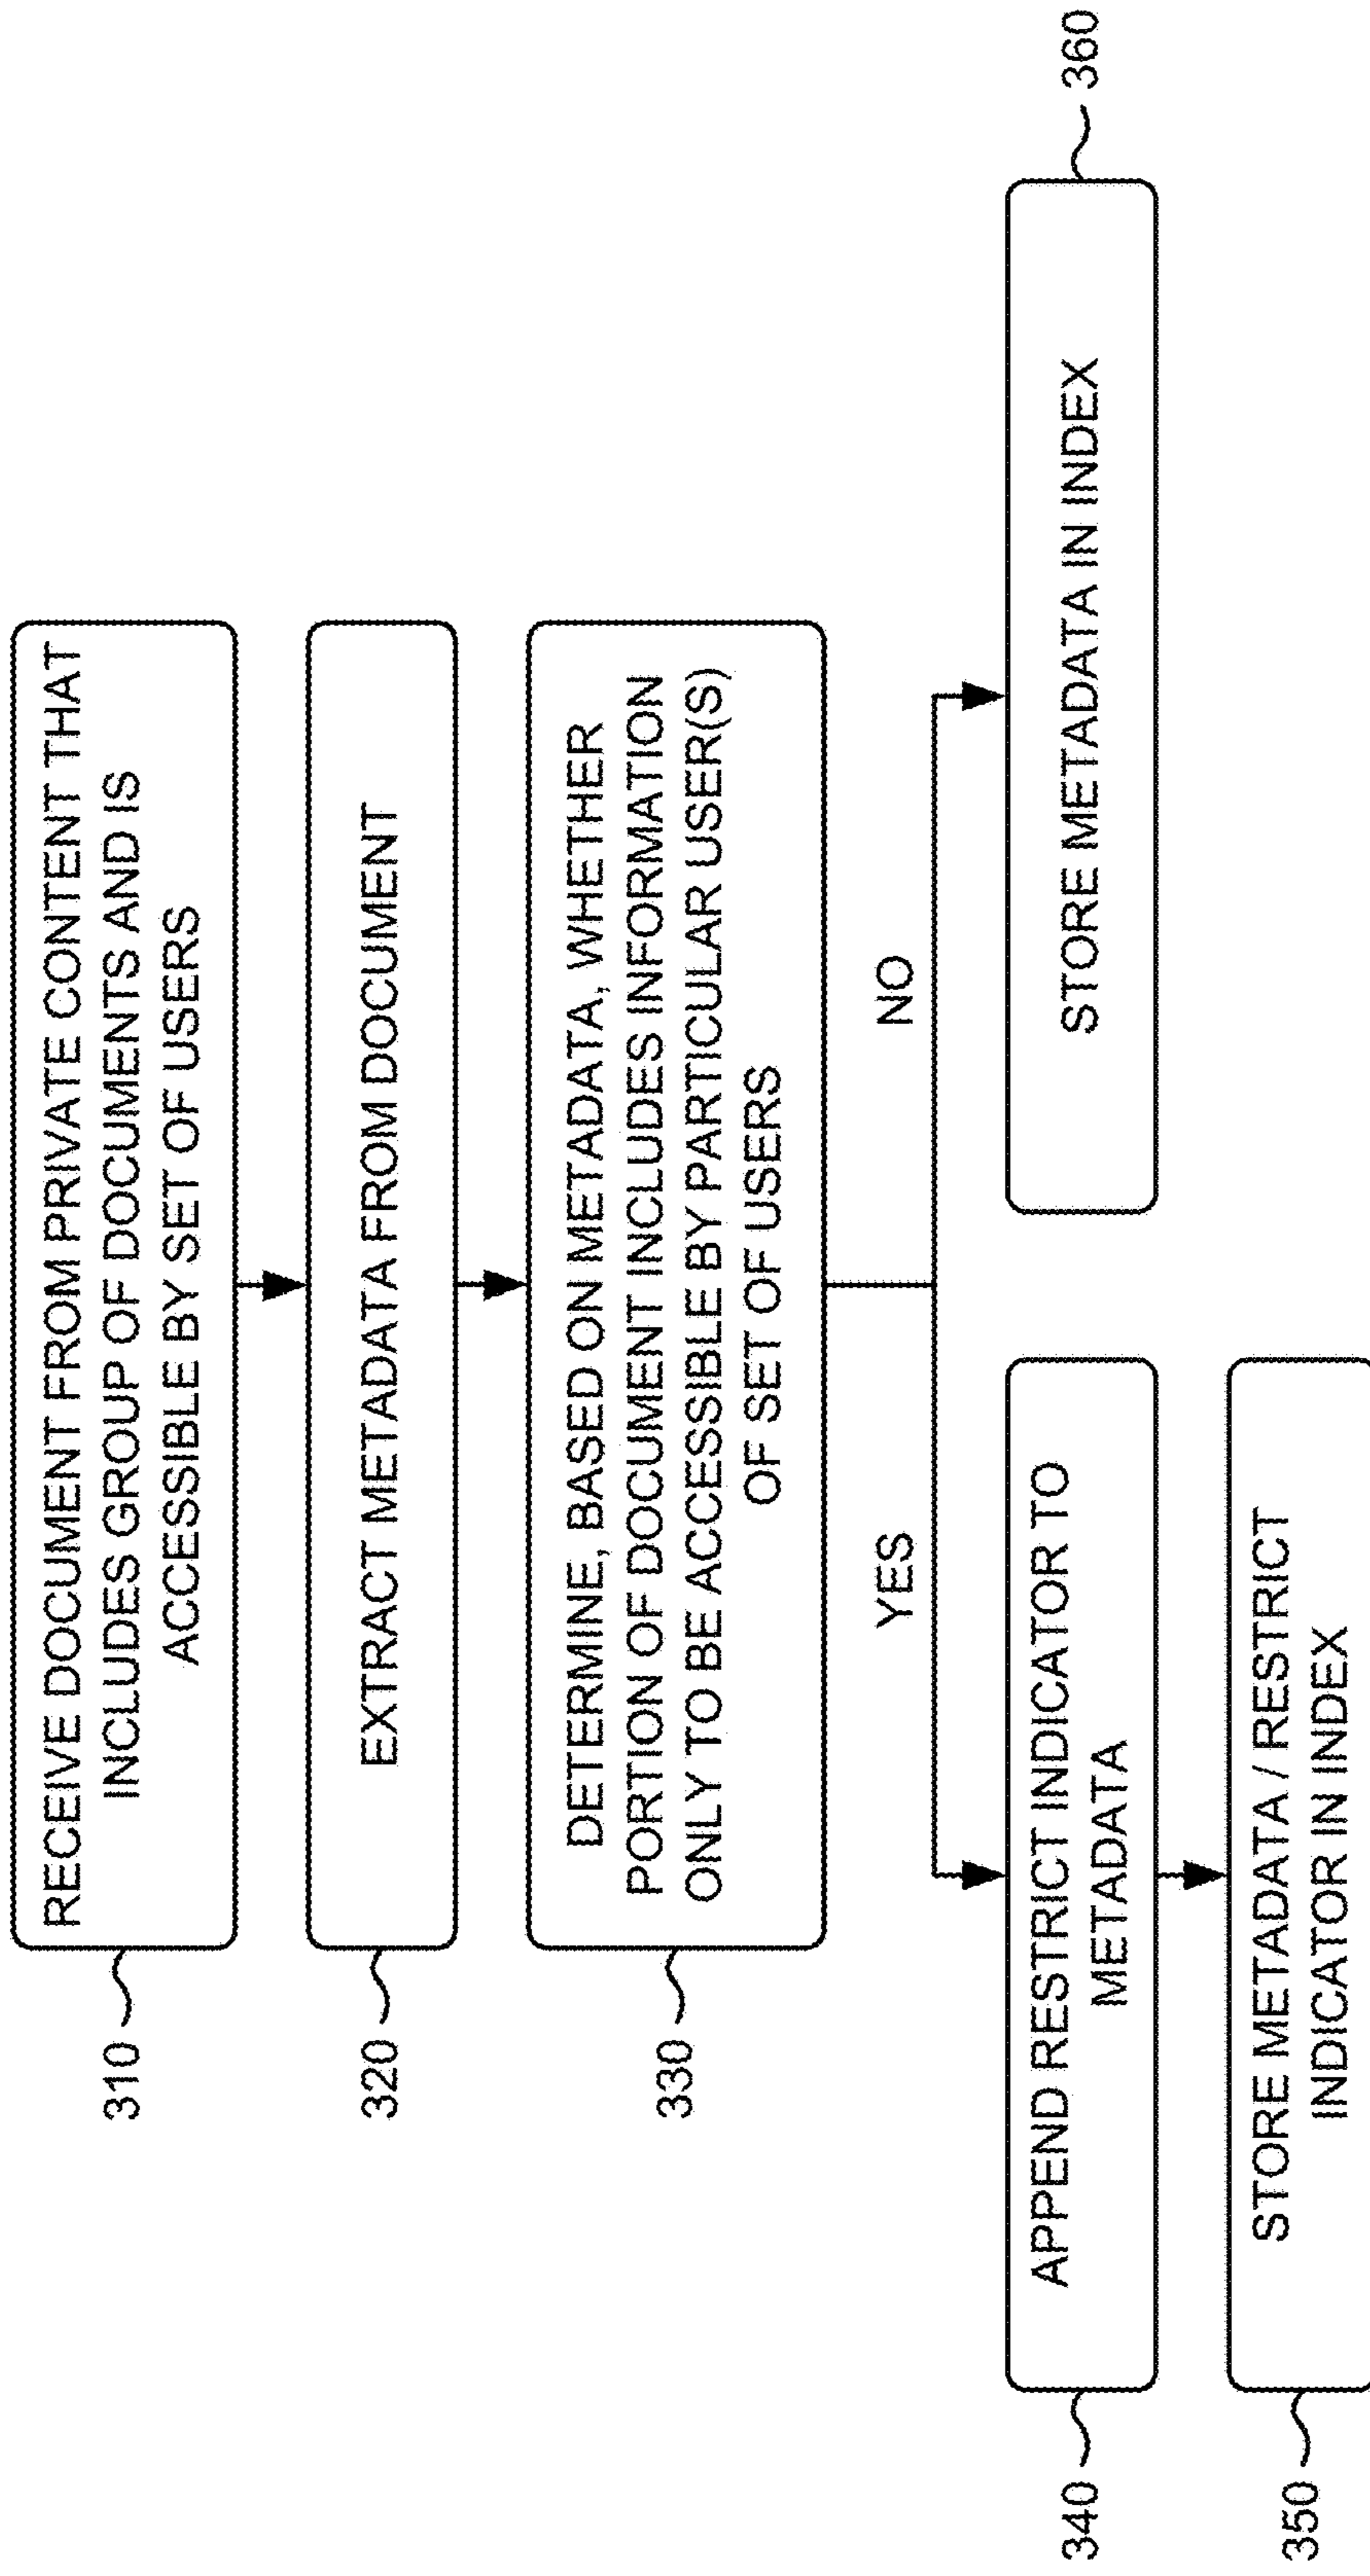 310
RECEIVE DOCUMENT FROM PRIVATE CONTENT THAT
INCLUDES GROUP OF DOCUMENTS AND IS
ACCESSIBLE BY SET OF USERS
320
EXTRACT METADATA FROM DOCUMENT
330
DETERMINE, BASED ON METADATA, WHETHER
PORTION OF DOCUMENT INCLUDES INFORMATION
ONLY TO BE ACCESSIBLE BY PARTICULAR USER(S)
OF SET OF USERS
YES
NO
340
APPEND RESTRICT INDICATOR TO
METADATA
350
STORE METADATA / RESTRICT
INDICATOR IN INDEX
STORE METADATA IN INDEX
360